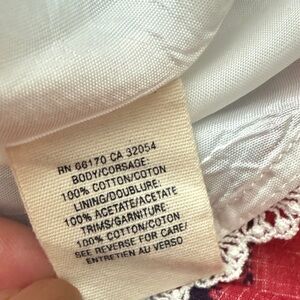 RN 66170 CA 32054
BODY/CORSAGE:
100% COTTON/COTON
LINING/DOUBLURE:
100% ACETATE/ACETATE
TRIMS/GARNITURE:
100% COTTON/COTON
SEE REVERSE FOR CARE/
ENTRETIEN AU VERSO